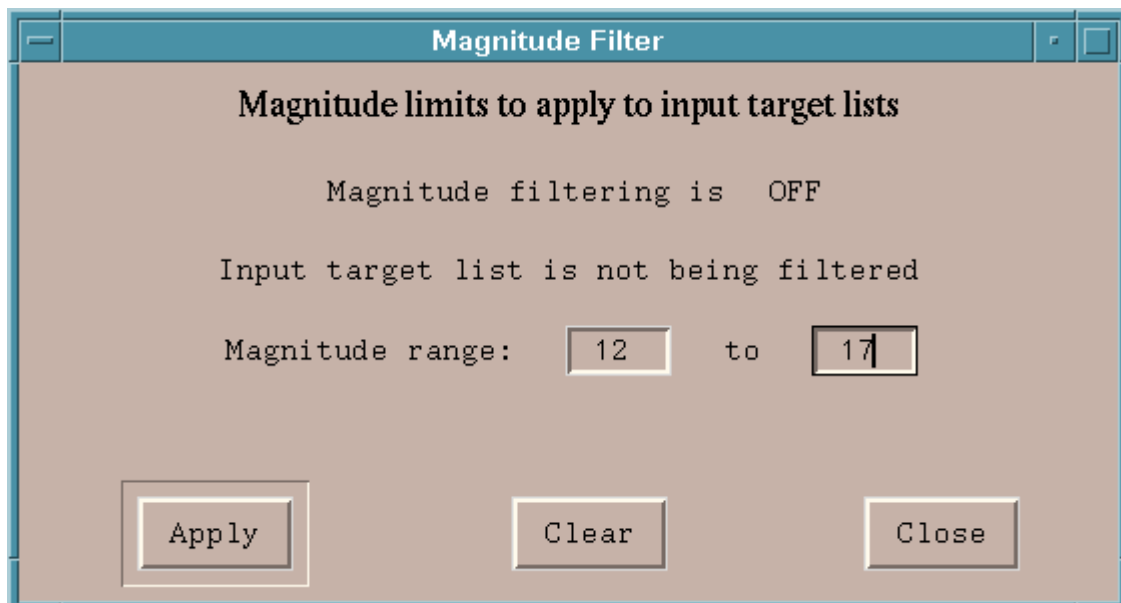 Magnitude Filter
Magnitude limits to apply to input target lists
Magnitude filtering is OFF
Input target list is not being filtered
Magnitude range: 12 to 17
Apply Clear Close